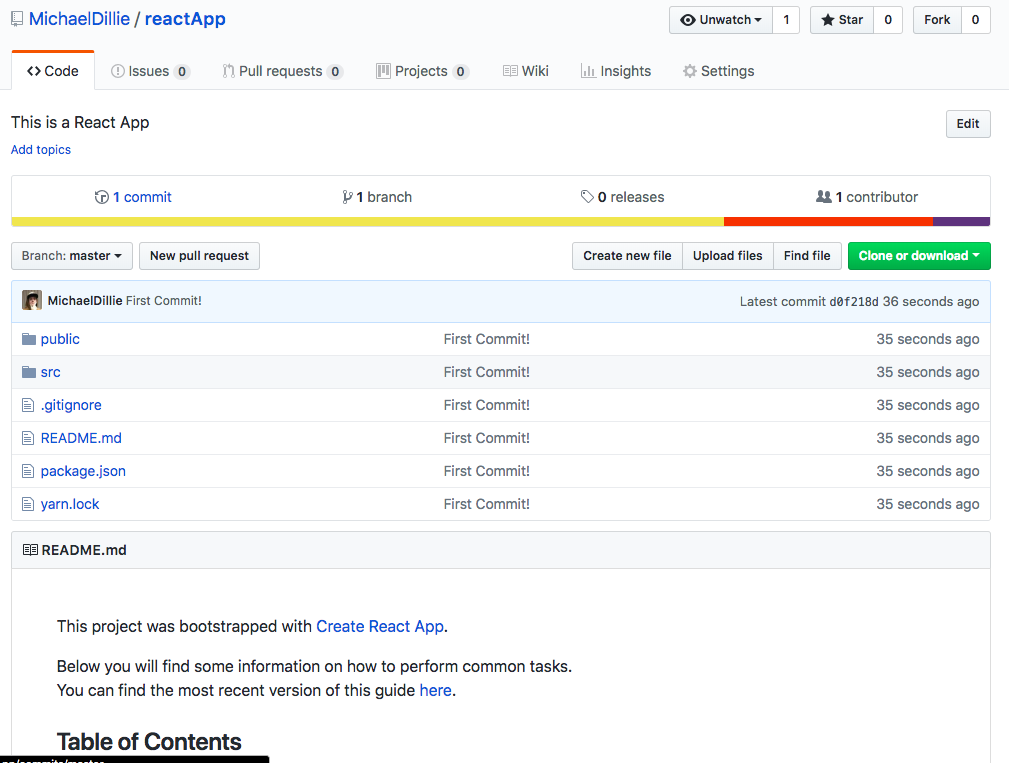 MichaelDillie / reactApp
Unwatch 1 Star 0 Fork 0
Code Issues 0 Pull requests 0 Projects 0 Wiki Insights Settings
This is a React App Edit
Add topics
1 commit 1 branch 0 releases 1 contributor
Branch: master New pull request Create new file Upload files Find file Clone or download
MichaelDillie First Commit! Latest commit d0f218d 36 seconds ago
public First Commit! 35 seconds ago
src First Commit! 35 seconds ago
.gitignore First Commit! 35 seconds ago
README.md First Commit! 35 seconds ago
package.json First Commit! 35 seconds ago
yarn.lock First Commit! 35 seconds ago
README.md
This project was bootstrapped with Create React App.
Below you will find some information on how to perform common tasks.
You can find the most recent version of this guide here.
Table of Contents